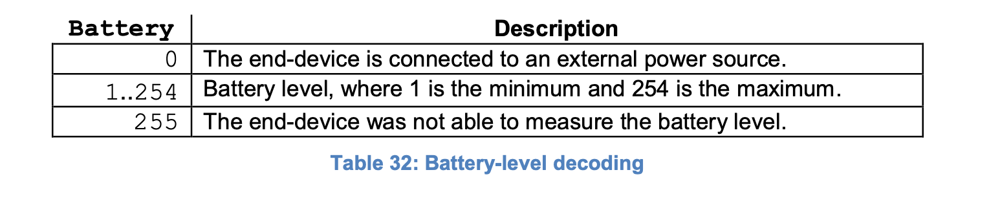 Battery Description
0 The end-device is connected to an external power source.
1..254 Battery level, where 1 is the minimum and 254 is the maximum.
255 The end-device was not able to measure the battery level.
Table 32: Battery-level decoding